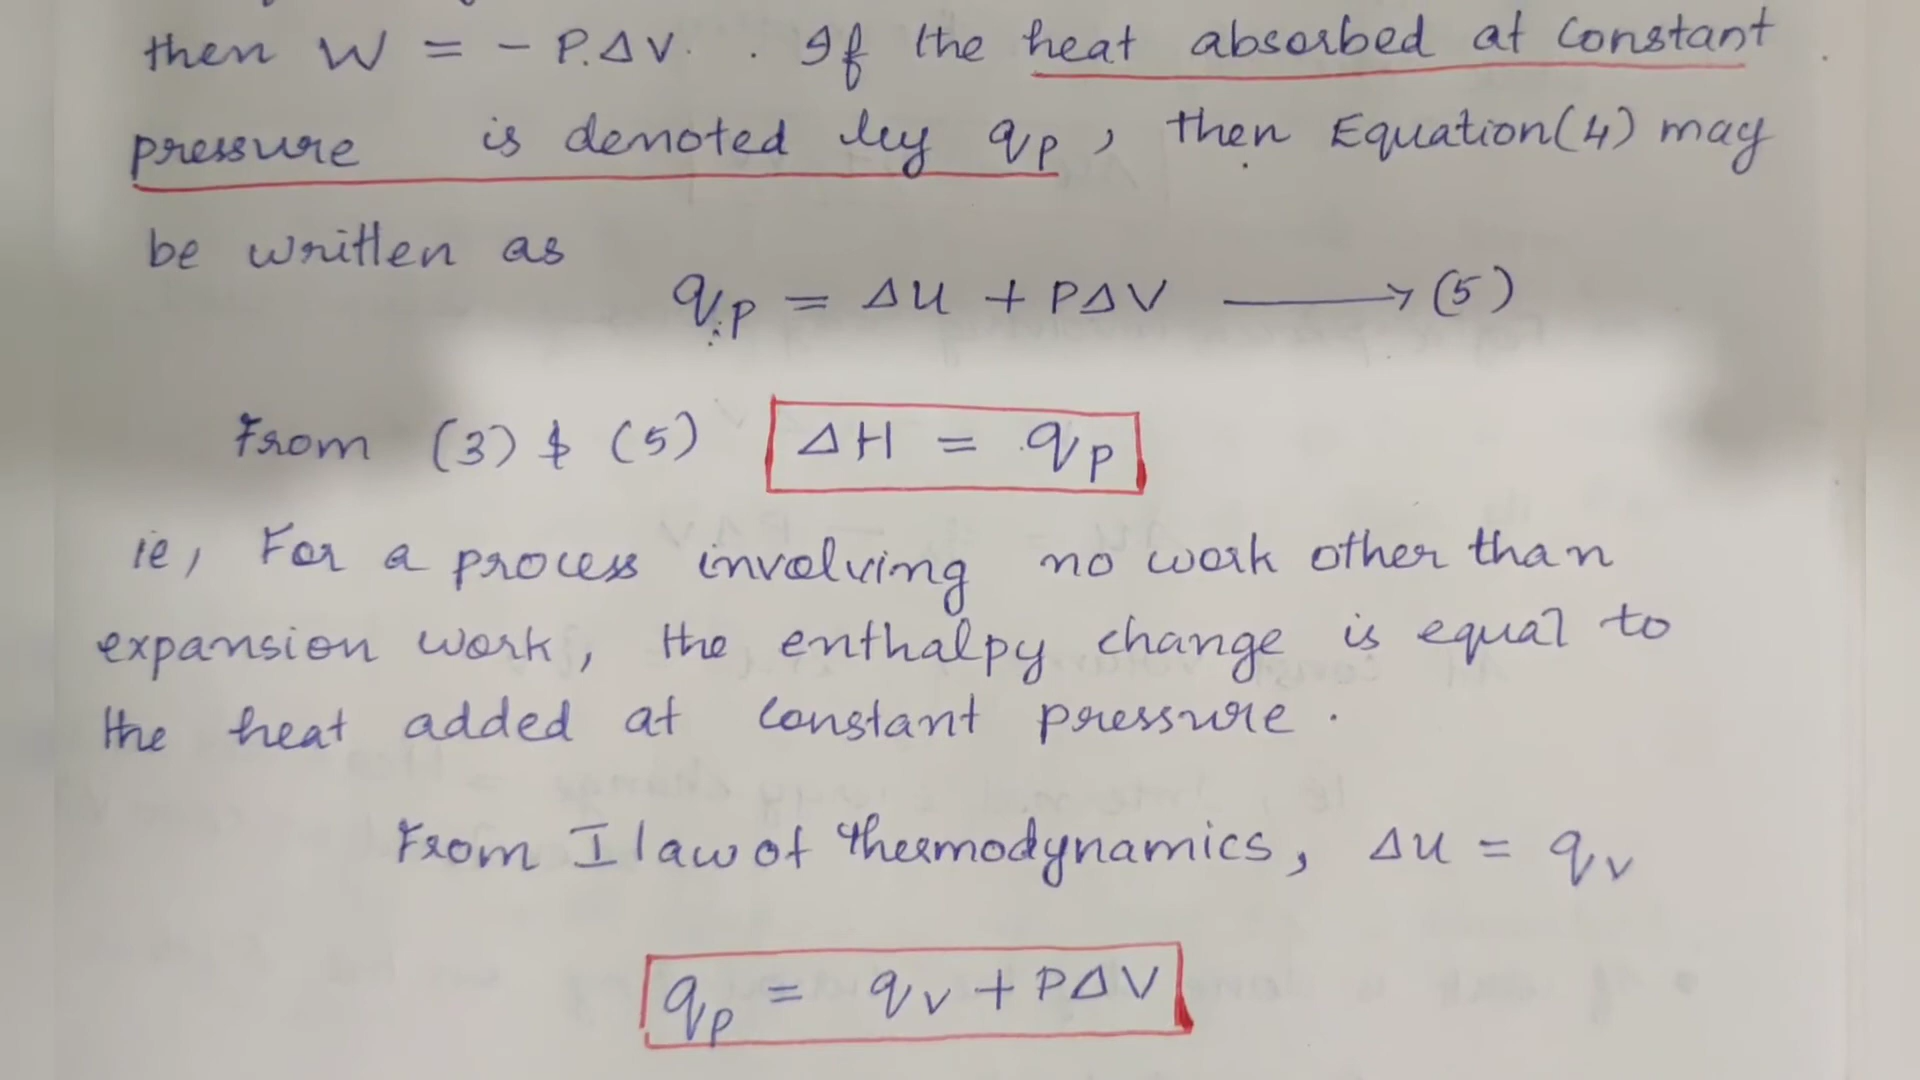 then W = - P.ΔV. . If the heat absorbed at constant
pressure is denoted by qp, then Equation(4) may
be written as
qp = ΔU + PΔV ⟶ (5)
From (3) & (5) ΔH = qp
ie, For a process involving no work other than
expansion work, the enthalpy change is equal to
the heat added at constant pressure.
From I law of thermodynamics, ΔU = qv
qp = qv + PΔV